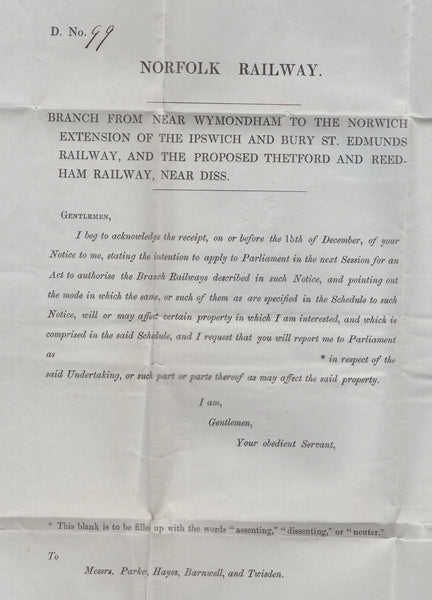 D. No. 99
NORFOLK RAILWAY.
BRANCH FROM NEAR WYMONDHAM TO THE NORWICH
EXTENSION OF THE IPSWICH AND BURY ST. EDMUNDS
RAILWAY, AND THE PROPOSED THETFORD AND REED-
HAM RAILWAY, NEAR DISS.
GENTLEMEN,
I beg to acknowledge the receipt, on or before the 15th of December, of your
Notice to me, stating the intention to apply to Parliament in the next Session for an
Act to authorise the Branch Railways described in such Notice, and pointing out
the mode in which the same, or such of them as are specified in the Schedule to such
Notice, will or may affect certain property in which I am interested, and which is
comprised in the said Schedule, and I request that you will report me to Parliament
as * in respect of the
said Undertaking, or such part or parts thereof as may affect the said property.
I am,
Gentlemen,
Your obedient Servant,
* This blank is to be filled up with the words “assenting,” “dissenting,” or “neuter.”
To
Messrs. Parker, Hayes, Barnwell, and Twisden.